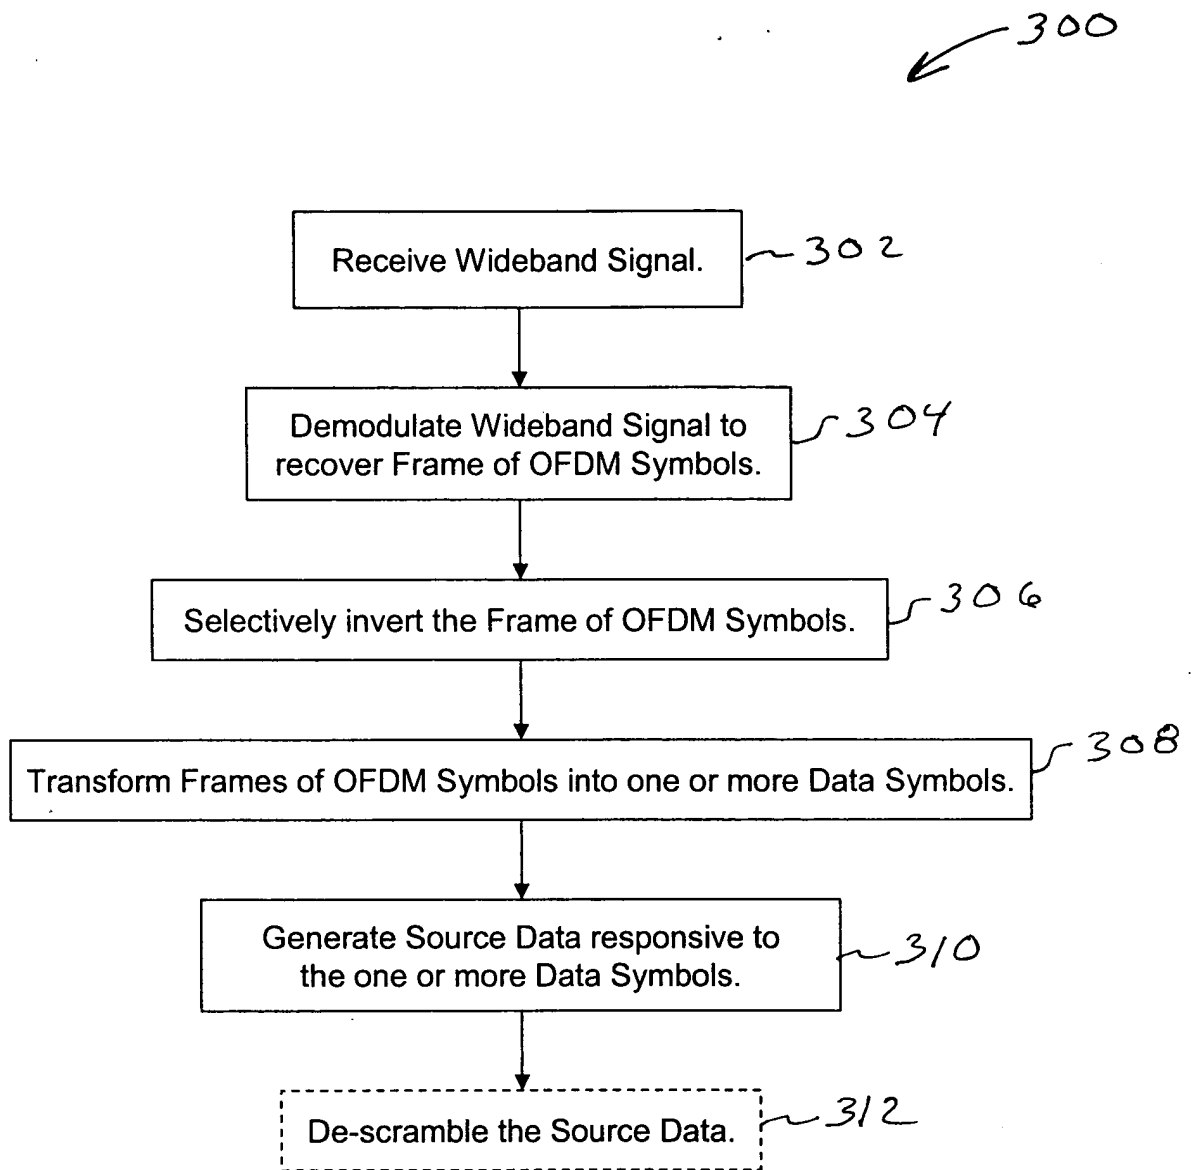 300
Receive Wideband Signal.
302
Demodulate Wideband Signal to
recover Frame of OFDM Symbols.
304
Selectively invert the Frame of OFDM Symbols.
306
Transform Frames of OFDM Symbols into one or more Data Symbols.
308
Generate Source Data responsive to
the one or more Data Symbols.
310
De-scramble the Source Data.
312